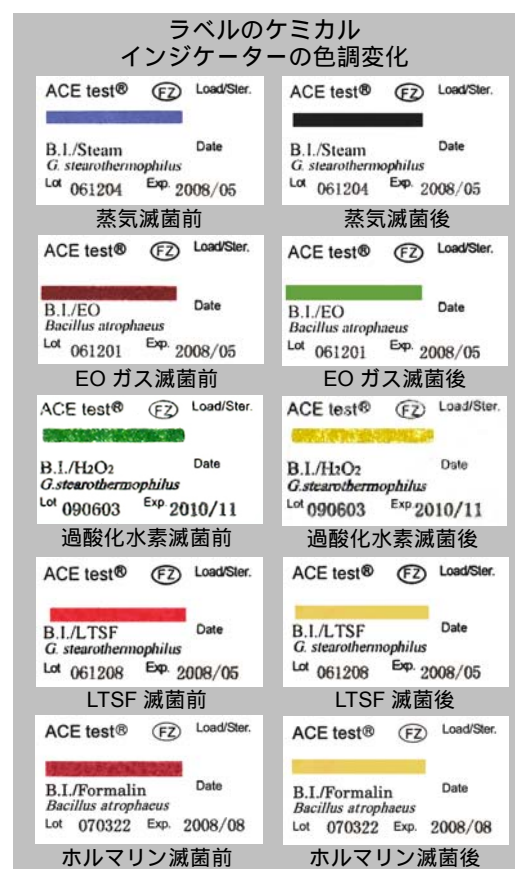 ラベルのケミカル
インジケーターの色調変化
ACE test® FZ Load/Ster.
B.I./Steam Date
G. stearothermophilus
Lot 061204 Exp. 2008/05
蒸気滅菌前
ACE test® FZ Load/Ster.
B.I./Steam Date
G. stearothermophilus
Lot 061204 Exp. 2008/05
蒸気滅菌後
ACE test® FZ Load/Ster.
B.I./EO Date
Bacillus atrophaeus
Lot 061201 Exp. 2008/05
EO ガス滅菌前
ACE test® FZ Load/Ster.
B.I./EO Date
Bacillus atrophaeus
Lot 061201 Exp. 2008/05
EO ガス滅菌後
ACE test® FZ Load/Ster.
B.I./H2O2 Date
G.stearothermophilus
Lot 090603 Exp. 2010/11
過酸化水素滅菌前
ACE test® FZ Load/Ster.
B.I./H2O2 Date
G.stearothermophilus
Lot 090603 Exp. 2010/11
過酸化水素滅菌後
ACE test® FZ Load/Ster.
B.I./LTSF Date
G. stearothermophilus
Lot 061208 Exp. 2008/05
LTSF 滅菌前
ACE test® FZ Load/Ster.
B.I./LTSF Date
G. stearothermophilus
Lot 061208 Exp. 2008/05
LTSF 滅菌後
ACE test® FZ Load/Ster.
B.I./Formalin Date
Bacillus atrophaeus
Lot 070322 Exp. 2008/08
ホルマリン滅菌前
ACE test® FZ Load/Ster.
B.I./Formalin Date
Bacillus atrophaeus
Lot 070322 Exp. 2008/08
ホルマリン滅菌後